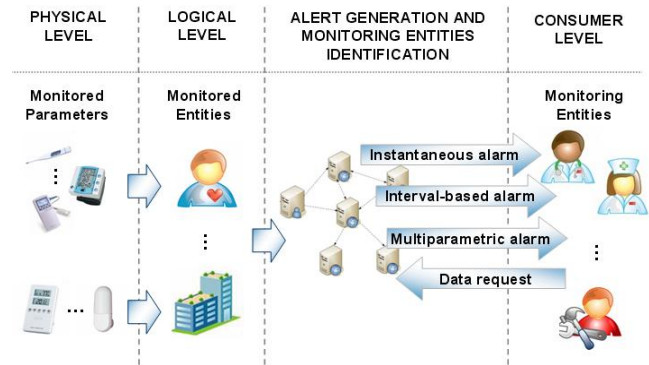 PHYSICAL
LEVEL
LOGICAL
LEVEL
ALERT GENERATION AND
MONITORING ENTITIES
IDENTIFICATION
CONSUMER
LEVEL
Monitored
Parameters
Monitored
Entities
Monitoring
Entities
Instantaneous alarm
Interval-based alarm
Multiparametric alarm
Data request